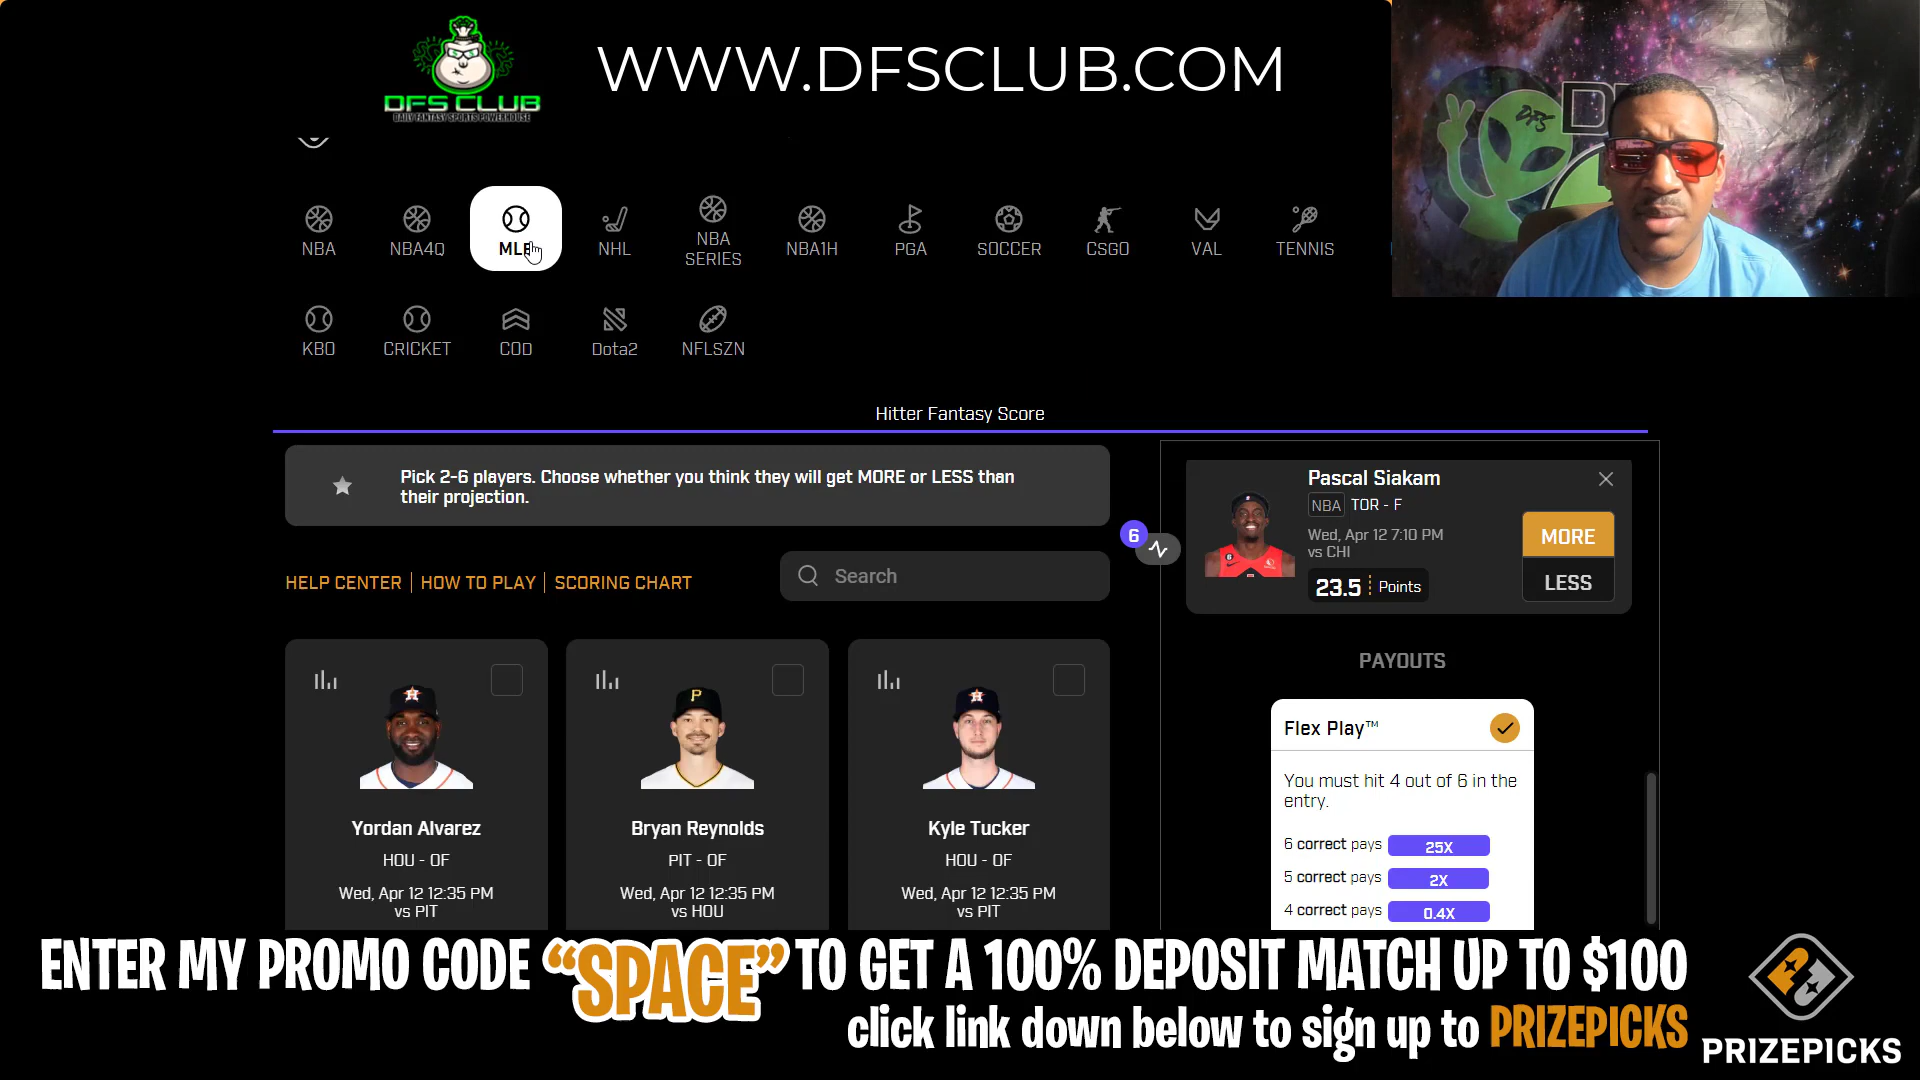 WWW.DFSCLUB.COM
DFS CLUB
DAILY FANTASY SPORTS POWERHOUSE
DFS
NBA
NBA4Q
MLB
NHL
NBA
SERIES
NBA1H
PGA
SOCCER
CSGO
VAL
TENNIS
KBO
CRICKET
COD
Dota2
NFLSZN
Hitter Fantasy Score
Pick 2-6 players. Choose whether you think they will get MORE or LESS than
their projection.
HELP CENTER
HOW TO PLAY
SCORING CHART
Search
Yordan Alvarez
HOU - OF
Wed, Apr 12 12:35 PM
vs PIT
Bryan Reynolds
PIT - OF
Wed, Apr 12 12:35 PM
vs HOU
Kyle Tucker
HOU - OF
Wed, Apr 12 12:35 PM
vs PIT
6
Pascal Siakam
NBA TOR - F
Wed, Apr 12 7:10 PM
vs CHI
23.5 Points
MORE
LESS
PAYOUTS
Flex Play™
You must hit 4 out of 6 in the
entry.
6 correct pays 25X
5 correct pays 2X
4 correct pays 0.4X
ENTER MY PROMO CODE “SPACE” TO GET A 100% DEPOSIT MATCH UP TO $100
click link down below to sign up to PRIZEPICKS
PRIZEPICKS